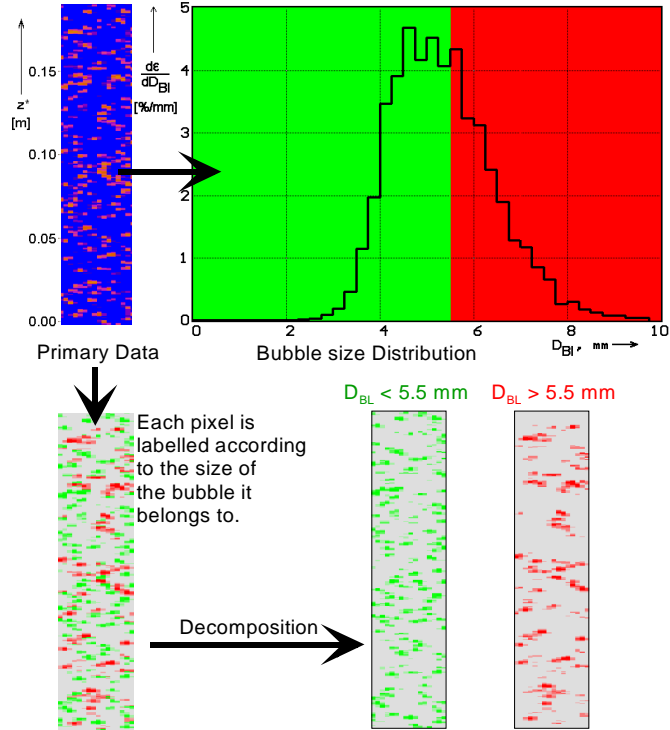 0.15
z*
[m]
0.10
0.05
0.00
dε
dD_BI
[%/mm]
5
4
3
2
1
0
0 2 4 6 8 10
D_BI, mm
Primary Data
Bubble size Distribution
Each pixel is
labelled according
to the size of
the bubble it
belongs to.
D_BL < 5.5 mm
D_BL > 5.5 mm
Decomposition